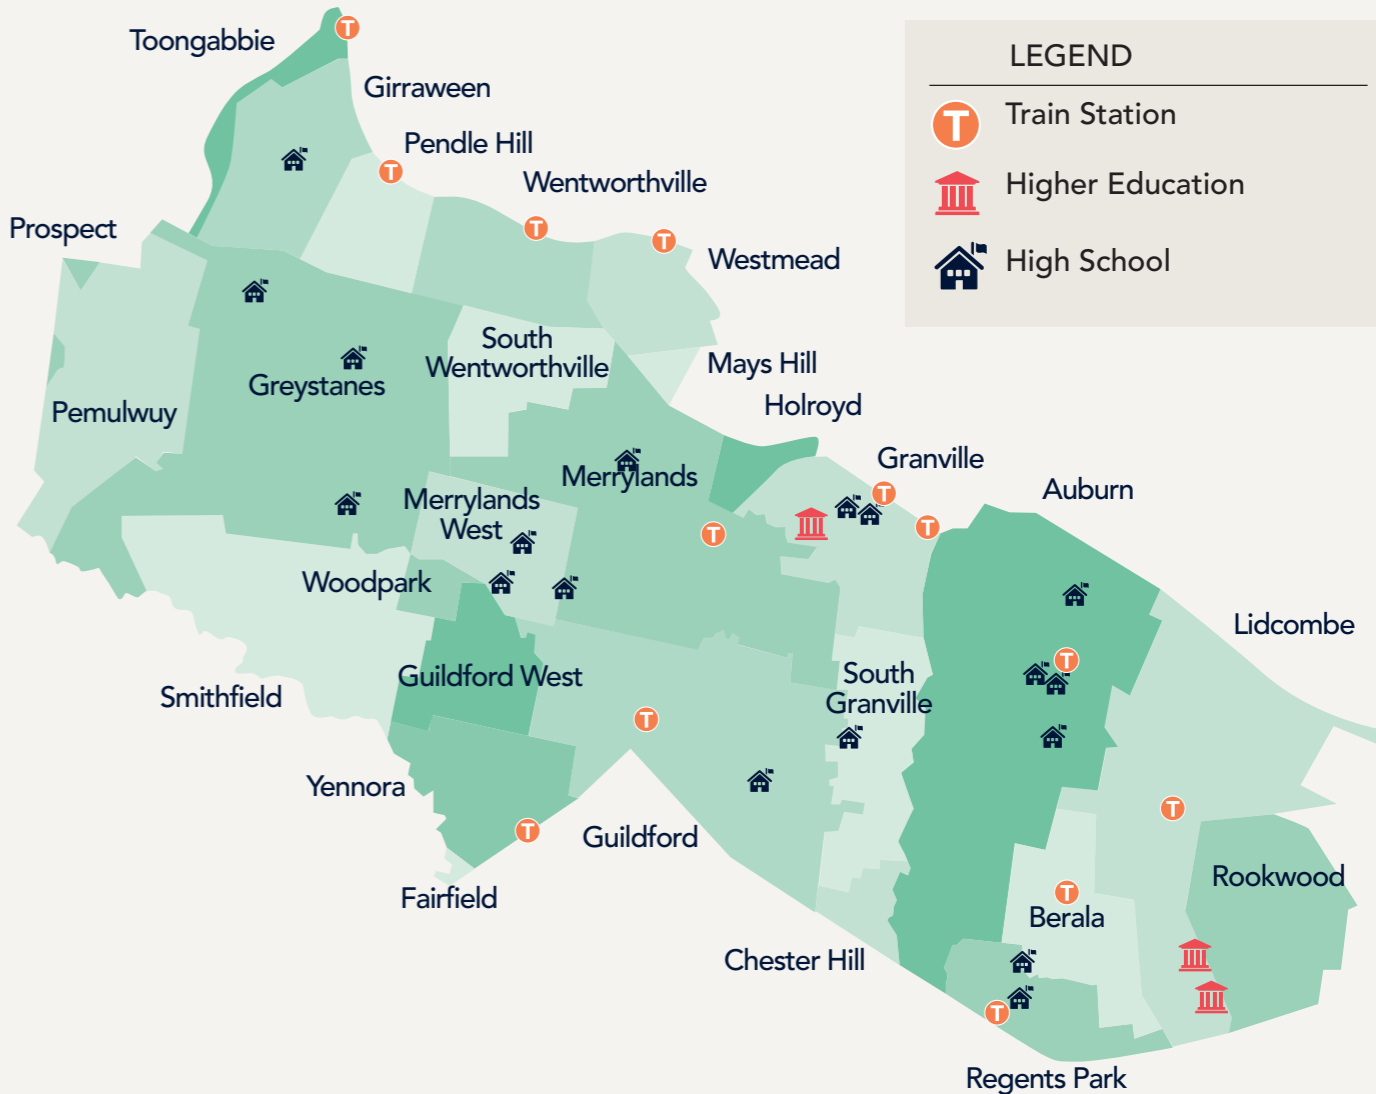 Toongabbie
T
Girraween
Pendle Hill
T
Wentworthville
T
T
Westmead
Prospect
South
Wentworthville
Mays Hill
Greystanes
Holroyd
Pemulwuy
Granville
Merrylands
Merrylands
West
T
T
T
Auburn
Woodpark
Lidcombe
T
Guildford West
South
Granville
Smithfield
T
Yennora
T
T
Guildford
Fairfield
Rookwood
T
Berala
Chester Hill
T
Regents Park
LEGEND
T Train Station
Higher Education
High School